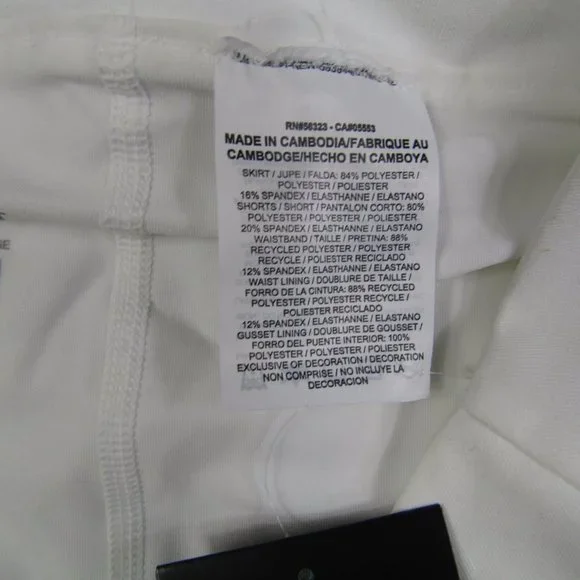 RN#56323 - CA#05553
MADE IN CAMBODIA/FABRIQUE AU
CAMBODGE/HECHO EN CAMBOYA
SKIRT / JUPE / FALDA: 84% POLYESTER /
POLYESTER / POLIESTER
16% SPANDEX / ELASTHANNE / ELASTANO
SHORTS / SHORT / PANTALON CORTO: 80%
POLYESTER / POLYESTER / POLIESTER
20% SPANDEX / ELASTHANNE / ELASTANO
WAISTBAND / TAILLE / PRETINA: 88%
RECYCLED POLYESTER / POLYESTER
RECYCLE / POLIESTER RECICLADO
12% SPANDEX / ELASTHANNE / ELASTANO
WAIST LINING / DOUBLURE DE TAILLE /
FORRO DE LA CINTURA: 88% RECYCLED
POLYESTER / POLYESTER RECYCLE /
POLIESTER RECICLADO
12% SPANDEX / ELASTHANNE / ELASTANO
GUSSET LINING / DOUBLURE DE GOUSSET /
FORRO DEL PUENTE INTERIOR: 100%
POLYESTER / POLYESTER / POLIESTER
EXCLUSIVE OF DECORATION / DECORATION
NON COMPRISE / NO INCLUYE LA
DECORACION